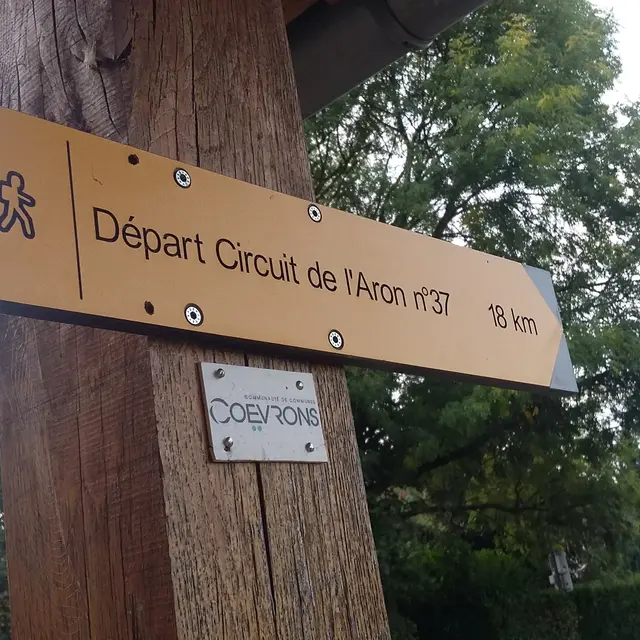 Départ Circuit de l'Aron n°37 18 km
COMMUNAUTÉ DE COMMUNES
COEVRONS